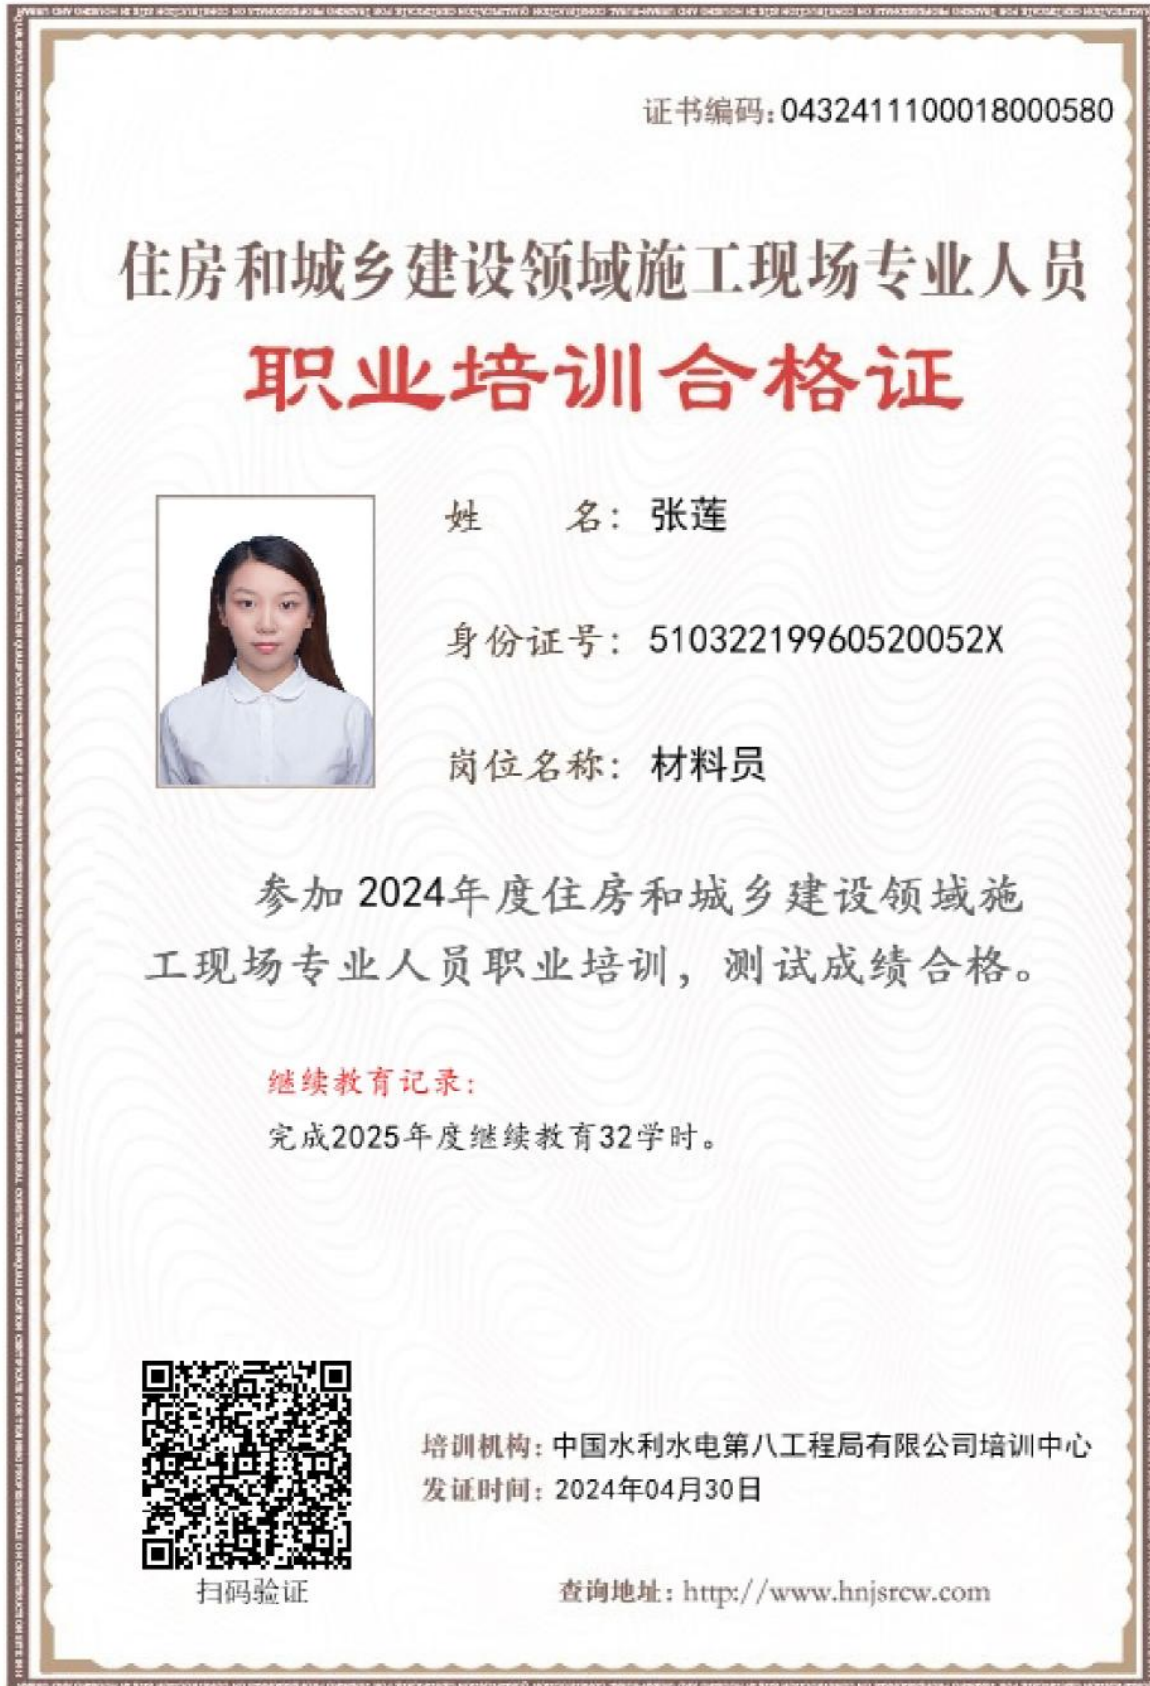 证书编码:0432411100018000580
住房和城乡建设领域施工现场专业人员
职业培训合格证
姓 名: 张莲
身份证号: 51032219960520052X
岗位名称: 材料员
参加 2024年度住房和城乡建设领域施
工现场专业人员职业培训，测试成绩合格。
继续教育记录:
完成2025年度继续教育32学时。
培训机构: 中国水利水电第八工程局有限公司培训中心
发证时间: 2024年04月30日
扫码验证
查询地址: http://www.hnjsrcw.com